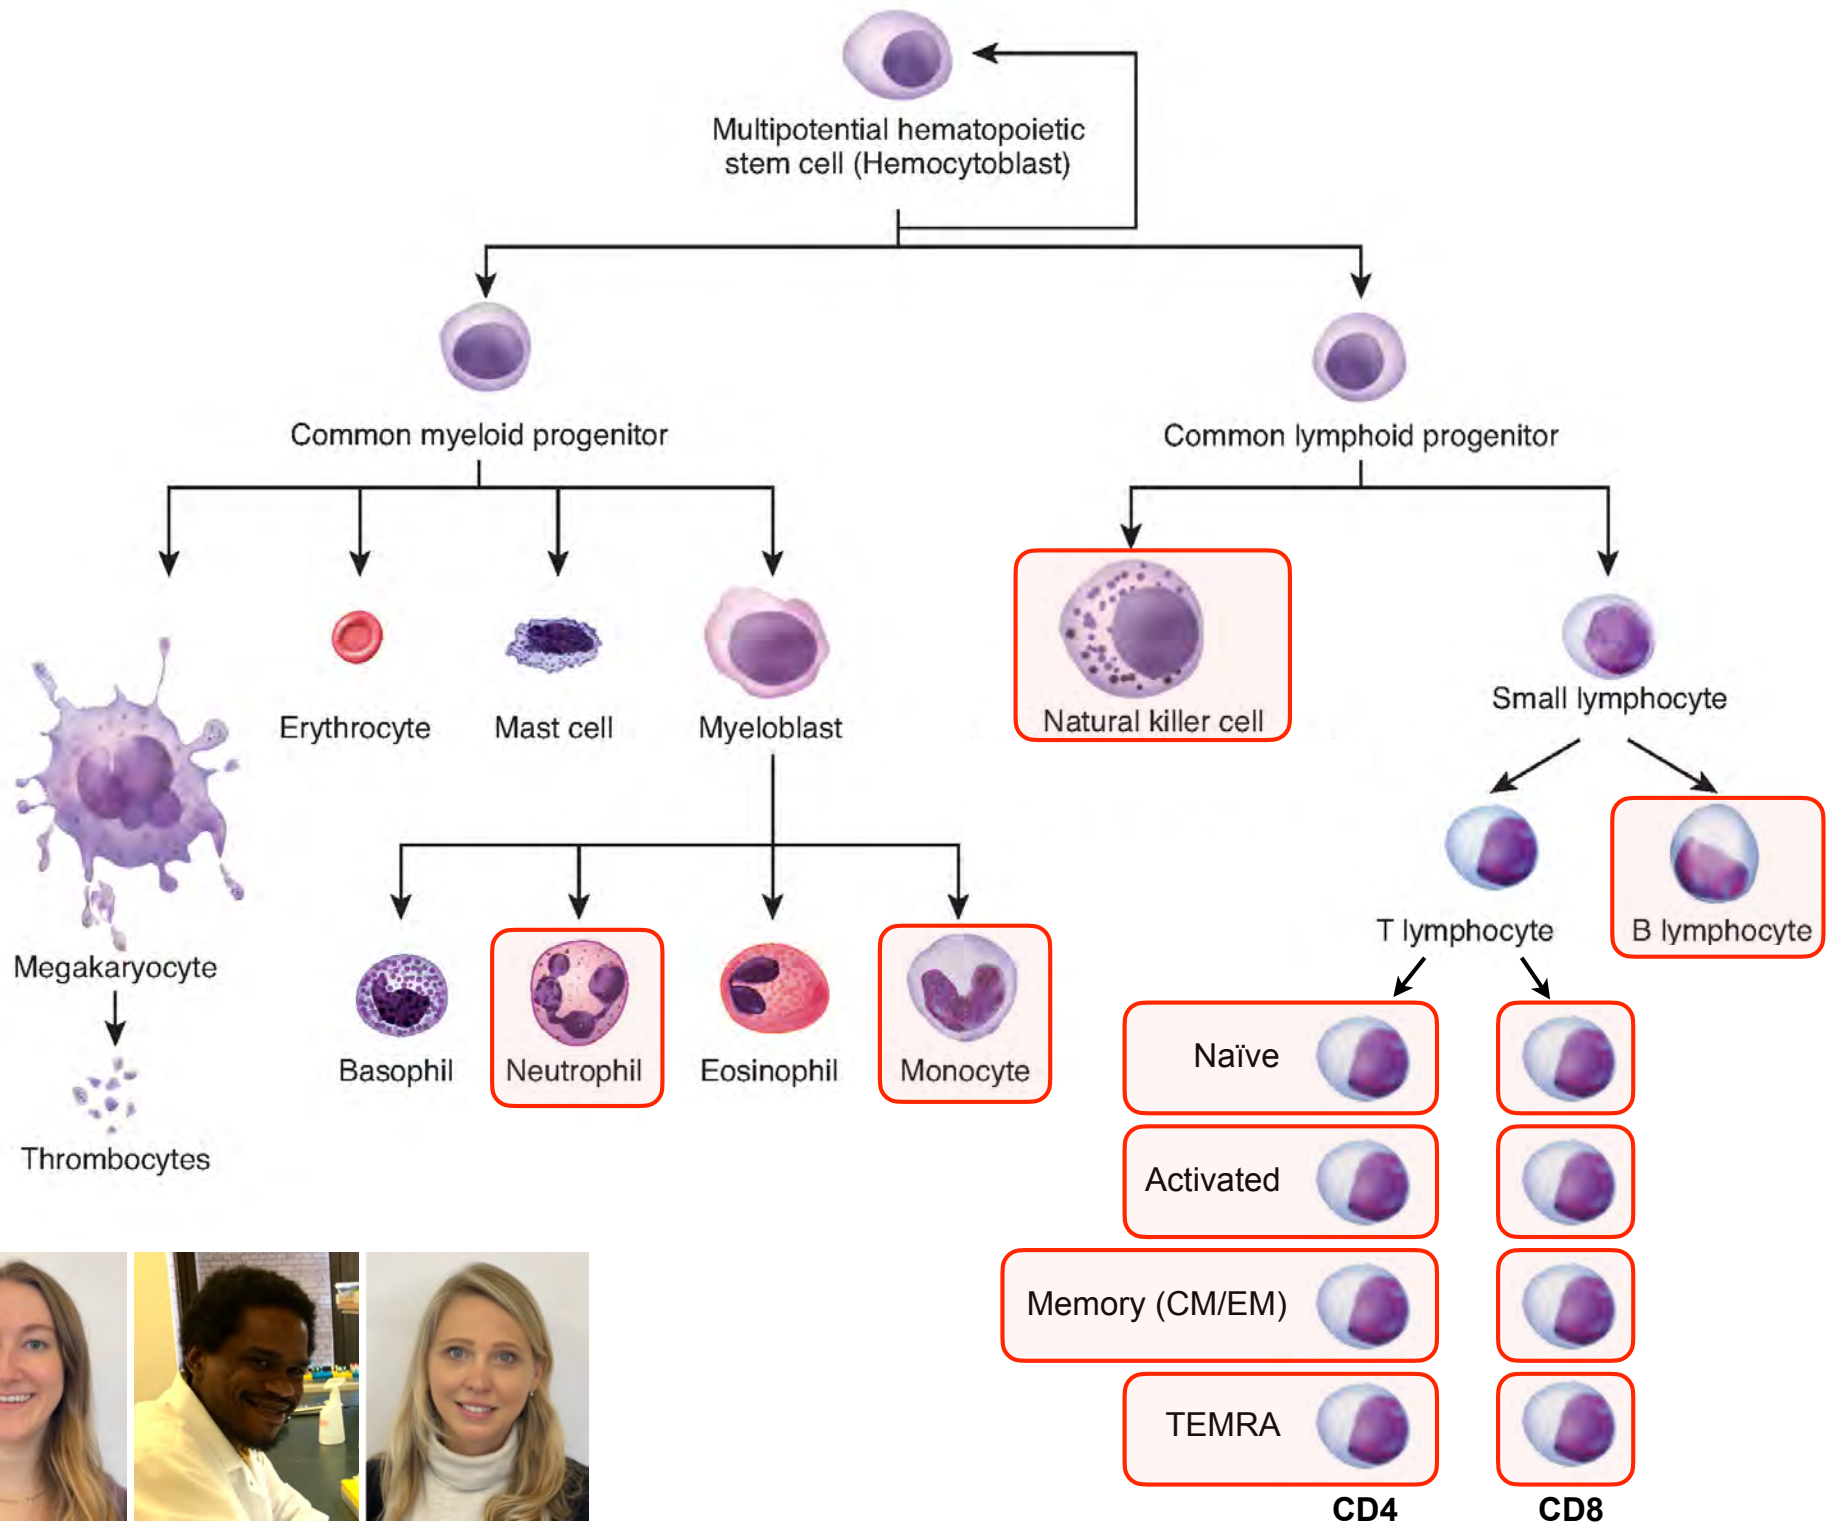 Multipotential hematopoietic
stem cell (Hemocytoblast)
Common myeloid progenitor
Common lymphoid progenitor
Erythrocyte
Mast cell
Myeloblast
Natural killer cell
Small lymphocyte
Megakaryocyte
T lymphocyte
B lymphocyte
Basophil
Neutrophil
Eosinophil
Monocyte
Thrombocytes
Naïve
Activated
Memory (CM/EM)
TEMRA
CD4
CD8